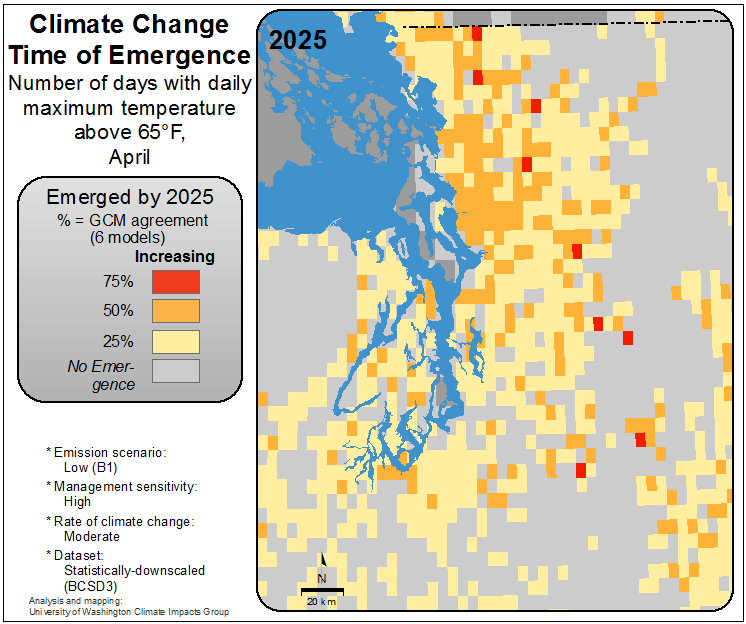 Climate Change
Time of Emergence
Number of days with daily
maximum temperature
above 65°F,
April
Emerged by 2025
% = GCM agreement
(6 models)
Increasing
75%
50%
25%
No Emer-
gence
* Emission scenario:
Low (B1)
* Management sensitivity:
High
* Rate of climate change:
Moderate
* Dataset:
Statistically-downscaled
(BCSD3)
Analysis and mapping:
University of Washington Climate Impacts Group
2025
N
20 km